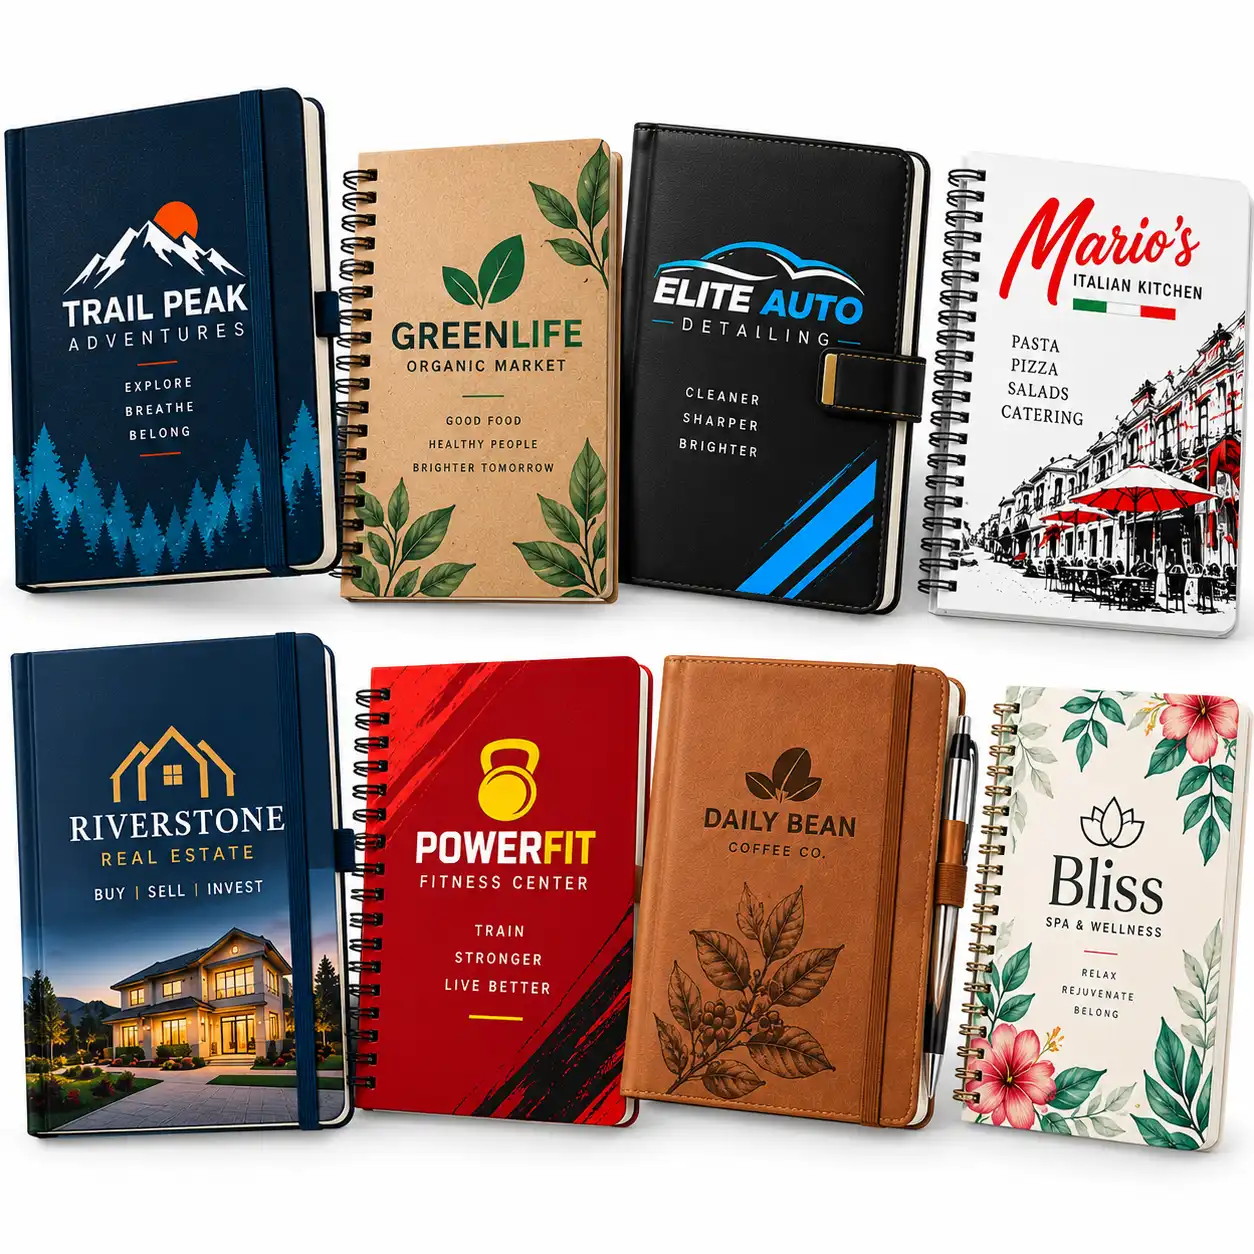 TRAIL PEAK
ADVENTURES
EXPLORE
BREATHE
BELONG
GREENLIFE
ORGANIC MARKET
GOOD FOOD
HEALTHY PEOPLE
BRIGHTER TOMORROW
ELITE AUTO
DETAILING
CLEANER
SHARPER
BRIGHTER
Mario's
ITALIAN KITCHEN
PASTA
PIZZA
SALADS
CATERING
RIVERSTONE
REAL ESTATE
BUY | SELL | INVEST
POWERFIT
FITNESS CENTER
TRAIN
STRONGER
LIVE BETTER
DAILY BEAN
COFFEE CO.
Bliss
SPA & WELLNESS
RELAX
REJUVENATE
BELONG